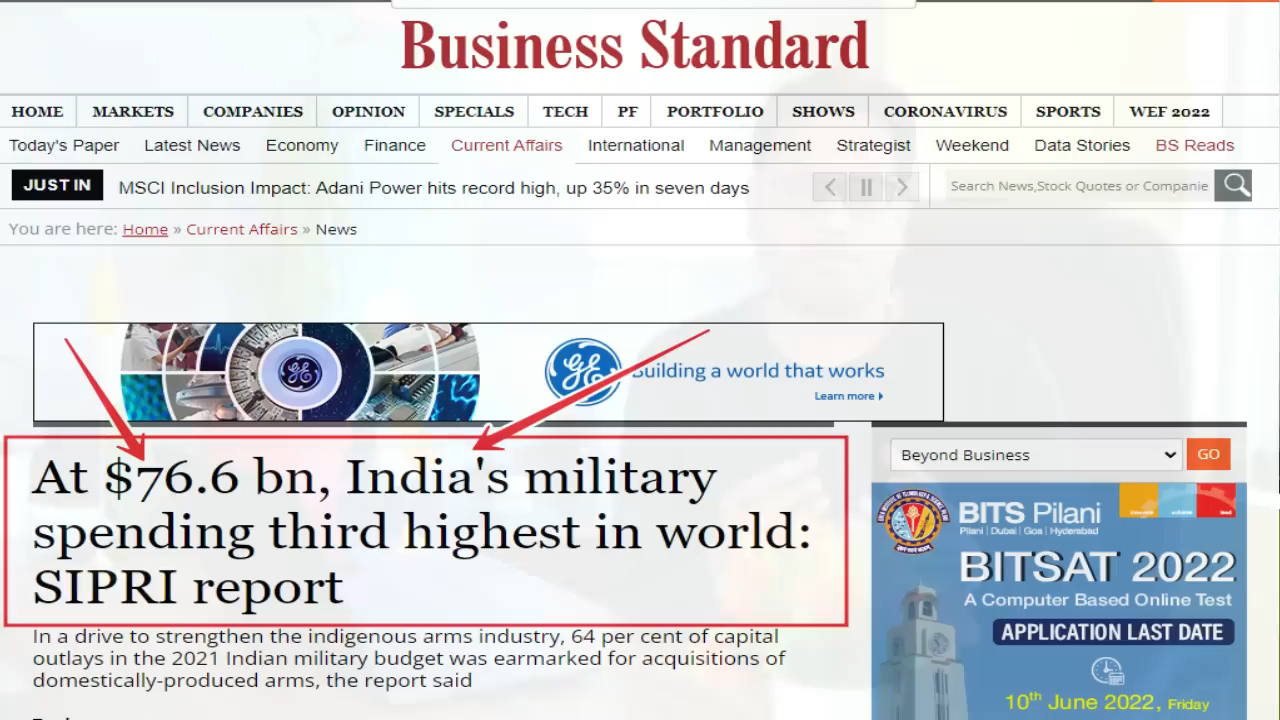 Business Standard
HOME MARKETS COMPANIES OPINION SPECIALS TECH PF PORTFOLIO SHOWS CORONAVIRUS SPORTS WEF 2022
Today's Paper Latest News Economy Finance Current Affairs International Management Strategist Weekend Data Stories BS Reads
JUST IN MSCI Inclusion Impact: Adani Power hits record high, up 35% in seven days
Search News,Stock Quotes or Companie
You are here: Home » Current Affairs » News
GE GE Building a world that works
Learn more
At $76.6 bn, India's military
spending third highest in world:
SIPRI report
In a drive to strengthen the indigenous arms industry, 64 per cent of capital
outlays in the 2021 Indian military budget was earmarked for acquisitions of
domestically-produced arms, the report said
Beyond Business GO
BITS Pilani
Pilani | Dubai | Goa | Hyderabad
BITSAT 2022
A Computer Based Online Test
APPLICATION LAST DATE
10th June 2022, Friday